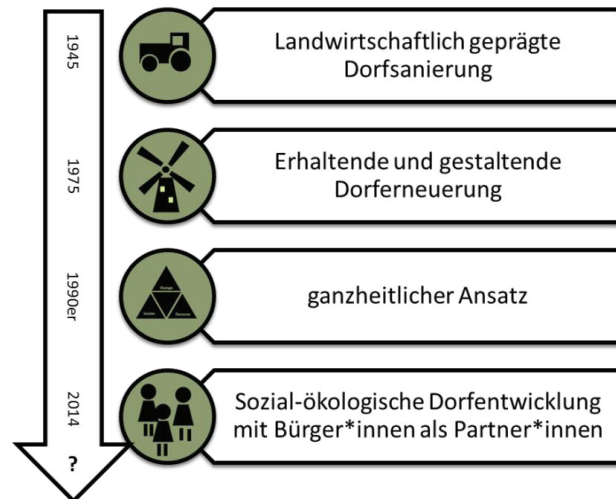 1945
Landwirtschaftlich geprägte
Dorfsanierung
1975
Erhaltende und gestaltende
Dorferneuerung
1990er
ganzheitlicher Ansatz
2014
Sozial-ökologische Dorfentwicklung
mit Bürger*innen als Partner*innen
?